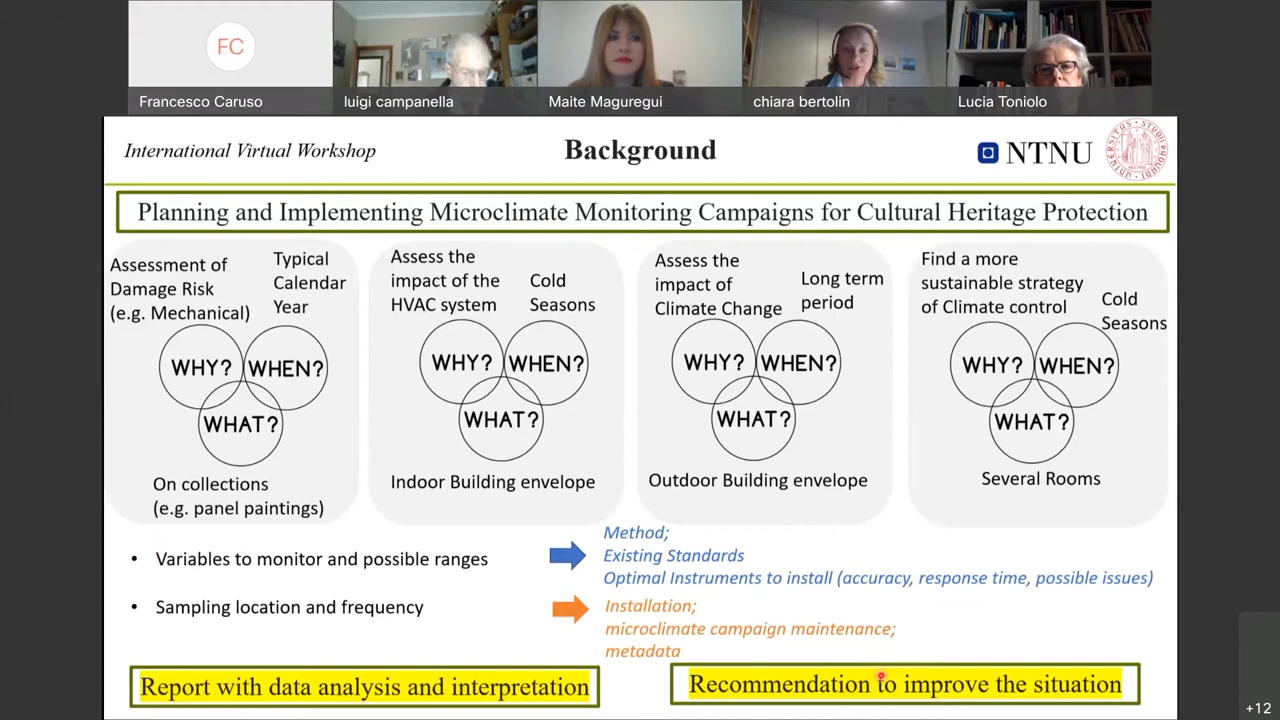 FC
Francesco Caruso
luigi campanella
Maite Maguregui
chiara bertolin
Lucia Toniolo
International Virtual Workshop
Background
NTNU
Planning and Implementing Microclimate Monitoring Campaigns for Cultural Heritage Protection
Assessment of
Damage Risk
(e.g. Mechanical)
Typical
Calendar
Year
WHY?
WHEN?
WHAT?
On collections
(e.g. panel paintings)
Assess the
impact of the
HVAC system
Cold
Seasons
WHY?
WHEN?
WHAT?
Indoor Building envelope
Assess the
impact of
Climate Change
Long term
period
WHY?
WHEN?
WHAT?
Outdoor Building envelope
Find a more
sustainable strategy
of Climate control
Cold
Seasons
WHY?
WHEN?
WHAT?
Several Rooms
• Variables to monitor and possible ranges
Method;
Existing Standards
Optimal Instruments to install (accuracy, response time, possible issues)
• Sampling location and frequency
Installation;
microclimate campaign maintenance;
metadata
Report with data analysis and interpretation
Recommendation to improve the situation
+12